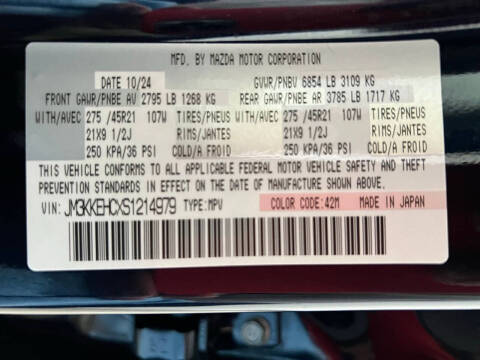 MFD. BY MAZDA MOTOR CORPORATION
DATE 10/24 GVWR/PNBV 6854 LB 3109 KG
FRONT GAWR/PNBE AV 2795 LB 1268 KG REAR GAWR/PNBE AR 3785 LB 1717 KG
WITH/AVEC 275 /45R21 107W TIRES/PNEUS WITH/AVEC 275 /45R21 107W TIRES/PNEUS
21X9 1/2J RIMS/JANTES 21X9 1/2J RIMS/JANTES
250 KPA/36 PSI COLD/A FROID 250 KPA/36 PSI COLD/A FROID
THIS VEHICLE CONFORMS TO ALL APPLICABLE FEDERAL MOTOR VEHICLE SAFETY AND THEFT
PREVENTION STANDARDS IN EFFECT ON THE DATE OF MANUFACTURE SHOWN ABOVE.
VIN: JM3KKEHCXS1214979 TYPE:MPV COLOR CODE:42M MADE IN JAPAN